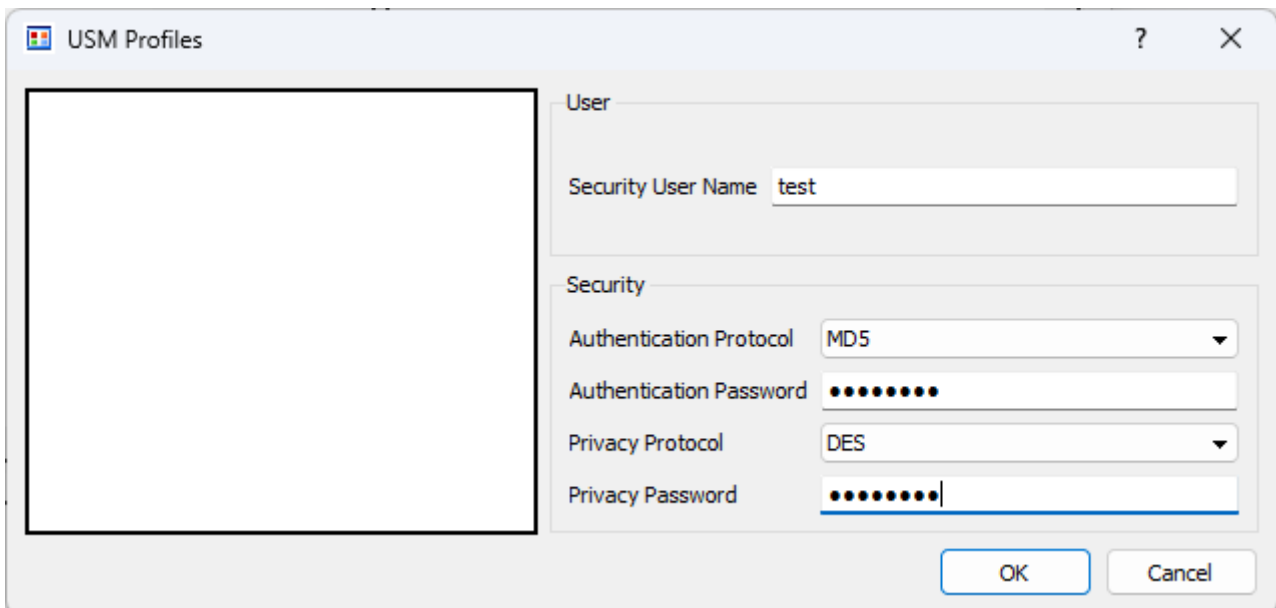 USM Profiles ? ×
User
Security User Name test
Security
Authentication Protocol MD5
Authentication Password ●●●●●●●●
Privacy Protocol DES
Privacy Password ●●●●●●●●
OK Cancel